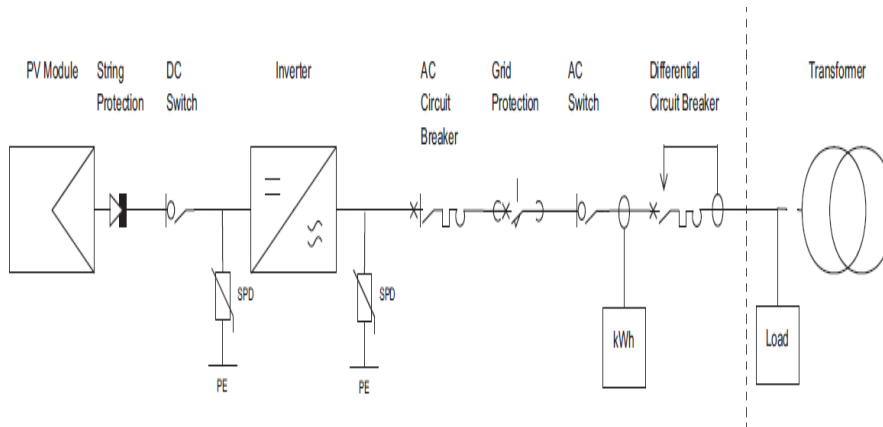 PV Module
String
Protection
DC
Switch
Inverter
AC
Circuit
Breaker
Grid
Protection
AC
Switch
Differential
Circuit Breaker
Transformer
SPD
SPD
PE
PE
kWh
Load